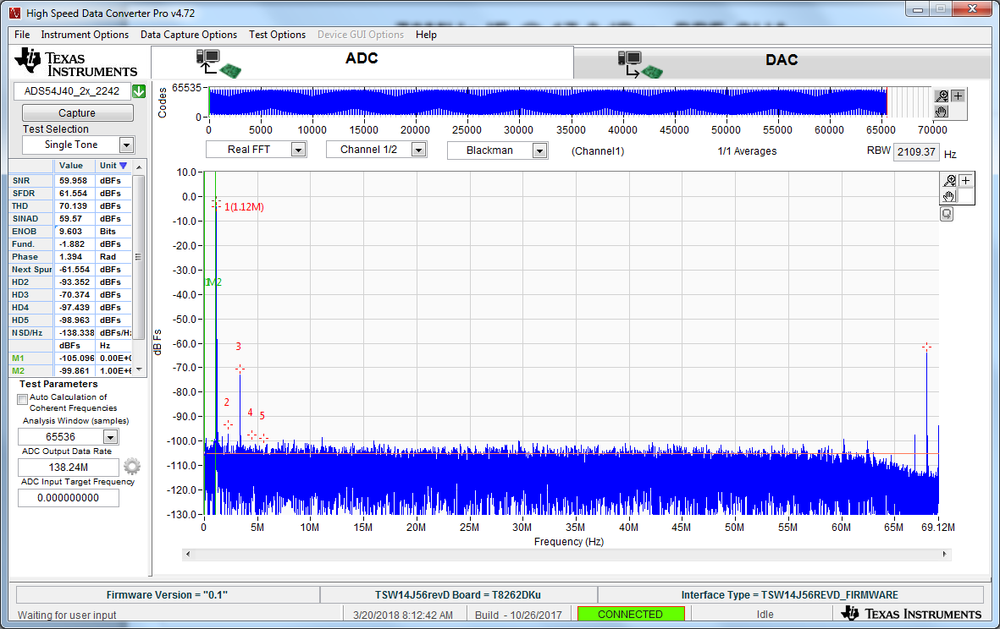 High Speed Data Converter Pro v4.72
File Instrument Options Data Capture Options Test Options Device GUI Options Help
TEXAS INSTRUMENTS
ADC
DAC
ADS54J40_2x_2242
Capture
Test Selection
Single Tone
Codes
65535
0
0 5000 10000 15000 20000 25000 30000 35000 40000 45000 50000 55000 60000 65000 70000
Real FFT Channel 1/2 Blackman (Channel1) 1/1 Averages RBW 2109.37 Hz
Value Unit
SNR 59.958 dBFs
SFDR 61.554 dBFs
THD 70.139 dBFs
SINAD 59.57 dBFs
ENOB 9.603 Bits
Fund. -1.882 dBFs
Phase 1.394 Rad
Next Spur -61.554 dBFs
HD2 -93.352 dBFs
HD3 -70.374 dBFs
HD4 -97.439 dBFs
HD5 -98.963 dBFs
NSD/Hz -138.338 dBFs/Hz
dBFs Hz
M1 -105.096 0.00E+0
M2 -99.861 1.00E+6
Test Parameters
Auto Calculation of
Coherent Frequencies
Analysis Window (samples)
65536
ADC Output Data Rate
138.24M
ADC Input Target Frequency
0.000000000
dBFs
10.0
0.0
-10.0
-20.0
-30.0
-40.0
-50.0
-60.0
-70.0
-80.0
-90.0
-100.0
-110.0
-120.0
-130.0
1(1.12M)
M2
3
2
4
5
0 5M 10M 15M 20M 25M 30M 35M 40M 45M 50M 55M 60M 65M 69.12M
Frequency (Hz)
Firmware Version = "0.1" TSW14J56revD Board = T8262DKu Interface Type = TSW14J56REVD_FIRMWARE
Waiting for user input 3/20/2018 8:12:42 AM Build - 10/26/2017 CONNECTED Idle TEXAS INSTRUMENTS